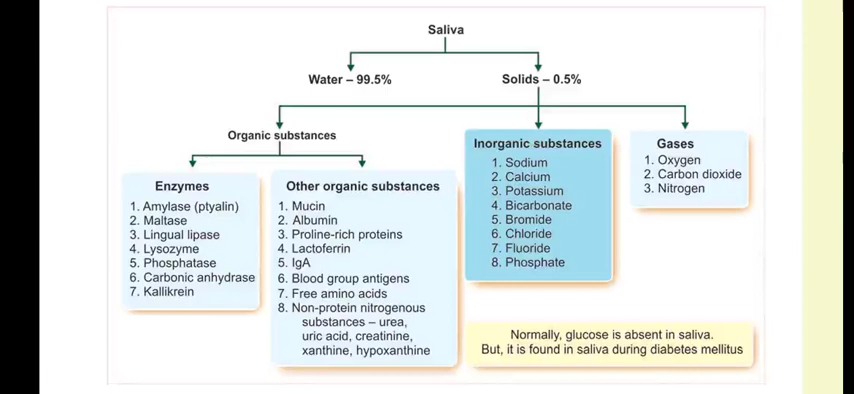 Saliva
Water – 99.5%
Solids – 0.5%
Organic substances
Enzymes
1. Amylase (ptyalin)
2. Maltase
3. Lingual lipase
4. Lysozyme
5. Phosphatase
6. Carbonic anhydrase
7. Kallikrein
Other organic substances
1. Mucin
2. Albumin
3. Proline-rich proteins
4. Lactoferrin
5. IgA
6. Blood group antigens
7. Free amino acids
8. Non-protein nitrogenous
substances – urea,
uric acid, creatinine,
xanthine, hypoxanthine
Inorganic substances
1. Sodium
2. Calcium
3. Potassium
4. Bicarbonate
5. Bromide
6. Chloride
7. Fluoride
8. Phosphate
Gases
1. Oxygen
2. Carbon dioxide
3. Nitrogen
Normally, glucose is absent in saliva.
But, it is found in saliva during diabetes mellitus